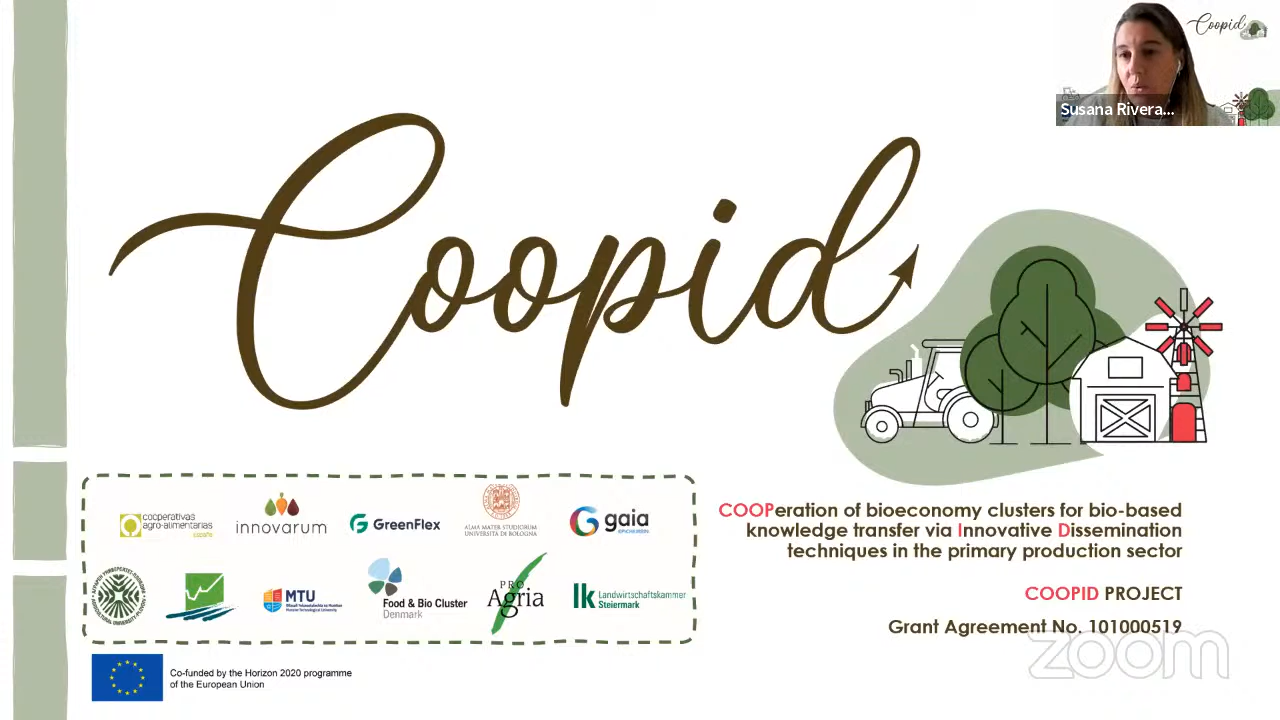 Coopid
Susana Rivera...
Coopid
cooperativas
agro-alimentarias
innovarum
GreenFlex
ALMA MATER STUDIORUM
UNIVERSITÀ DI BOLOGNA
gaia
EPICHEIREIN
MTU
Food & Bio Cluster
Denmark
PRO
Agria
lk Landwirtschaftskammer
Steiermark
COOPeration of bioeconomy clusters for bio-based
knowledge transfer via Innovative Dissemination
techniques in the primary production sector
COOPID PROJECT
Grant Agreement No. 101000519
zoom
Co-funded by the Horizon 2020 programme
of the European Union